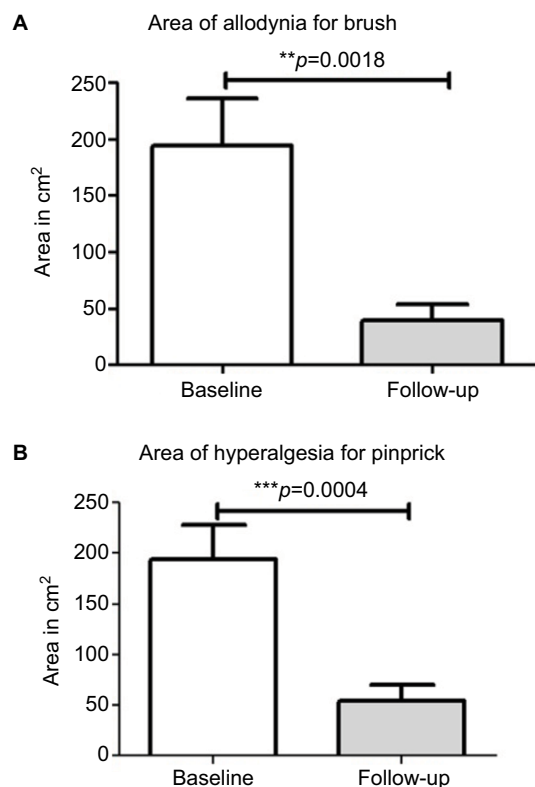 A
Area of allodynia for brush
**p=0.0018
Area in cm²
250
200
150
100
50
0
Baseline Follow-up
B
Area of hyperalgesia for pinprick
***p=0.0004
Area in cm²
250
200
150
100
50
0
Baseline Follow-up